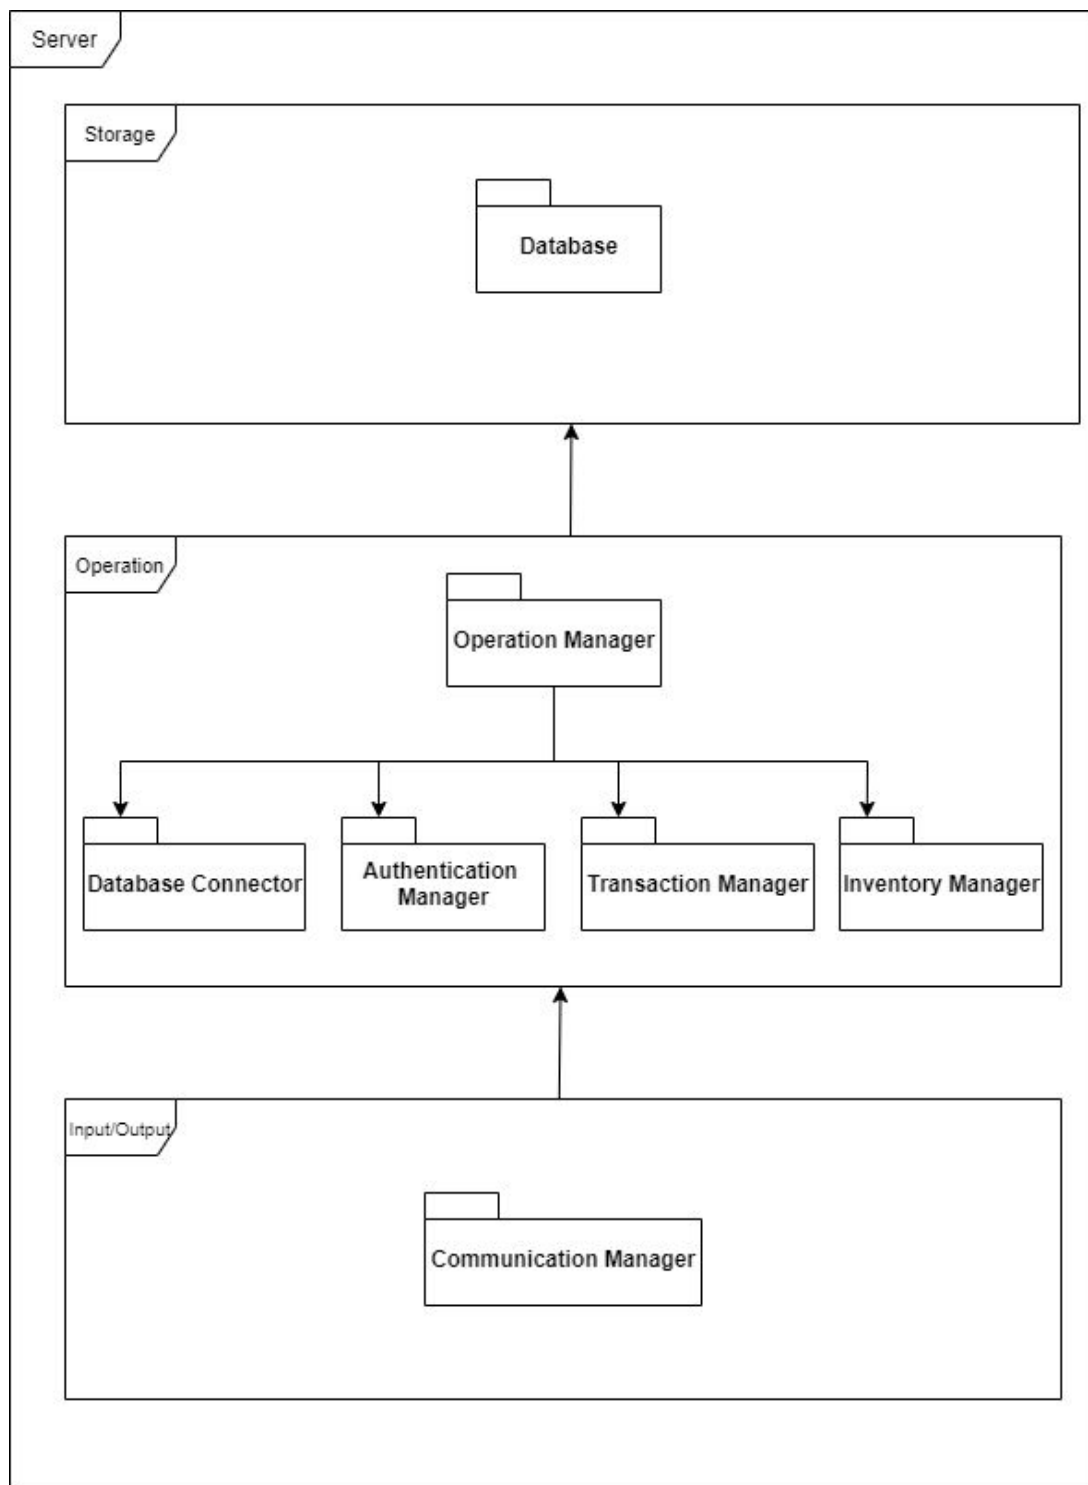 Server
Storage
Database
Operation
Operation Manager
Database Connector
Authentication
Manager
Transaction Manager
Inventory Manager
Input/Output
Communication Manager